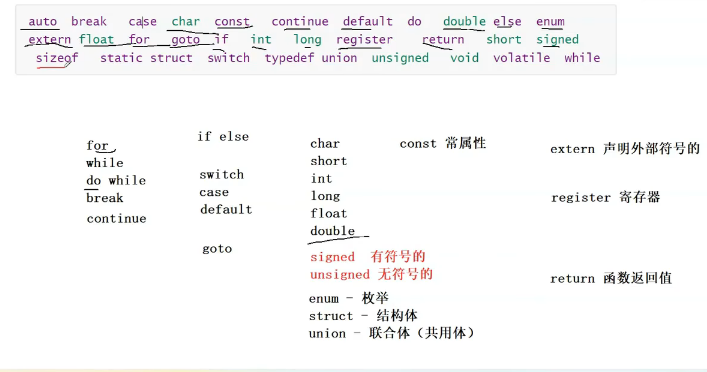 auto break case char const continue default do double else enum
extern float for goto if int long register return short signed
sizeof static struct switch typedef union unsigned void volatile while
for
while
do while
break
continue
if else
switch
case
default
goto
char
short
int
long
float
double
signed 有符号的
unsigned 无符号的
enum - 枚举
struct - 结构体
union - 联合体（共用体）
const 常属性
extern 声明外部符号的
register 寄存器
return 函数返回值